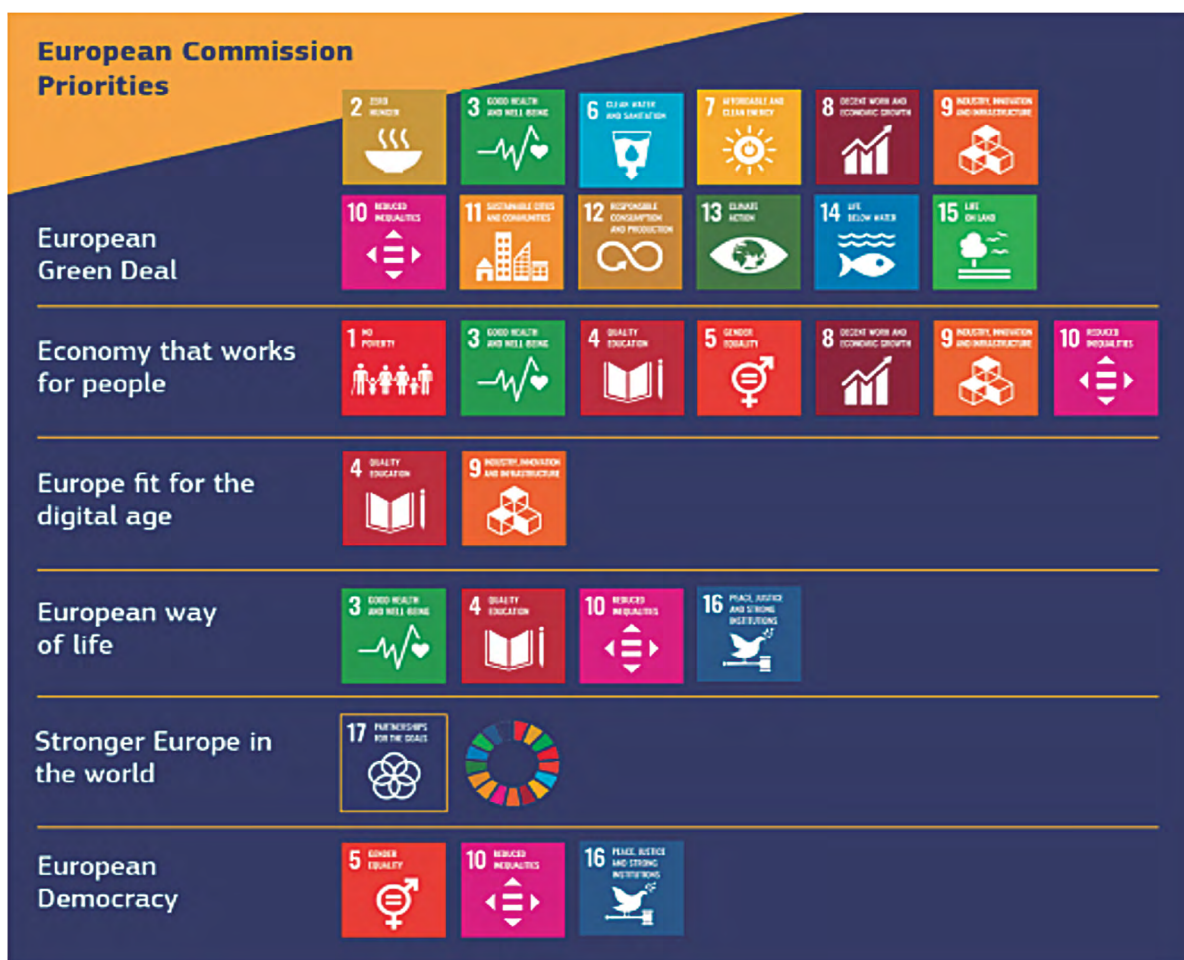 European Commission
Priorities
2 ZERO
HUNGER
3 GOOD HEALTH
AND WELL-BEING
6 CLEAN WATER
AND SANITATION
7 AFFORDABLE AND
CLEAN ENERGY
8 DECENT WORK AND
ECONOMIC GROWTH
9 INDUSTRY, INNOVATION
AND INFRASTRUCTURE
European
Green Deal
10 REDUCED
INEQUALITIES
11 SUSTAINABLE CITIES
AND COMMUNITIES
12 RESPONSIBLE
CONSUMPTION
AND PRODUCTION
13 CLIMATE
ACTION
14 LIFE
BELOW WATER
15 LIFE
ON LAND
Economy that works
for people
1 NO
POVERTY
3 GOOD HEALTH
AND WELL-BEING
4 QUALITY
EDUCATION
5 GENDER
EQUALITY
8 DECENT WORK AND
ECONOMIC GROWTH
9 INDUSTRY, INNOVATION
AND INFRASTRUCTURE
10 REDUCED
INEQUALITIES
Europe fit for the
digital age
4 QUALITY
EDUCATION
9 INDUSTRY, INNOVATION
AND INFRASTRUCTURE
European way
of life
3 GOOD HEALTH
AND WELL-BEING
4 QUALITY
EDUCATION
10 REDUCED
INEQUALITIES
16 PEACE, JUSTICE
AND STRONG
INSTITUTIONS
Stronger Europe in
the world
17 PARTNERSHIPS
FOR THE GOALS
European
Democracy
5 GENDER
EQUALITY
10 REDUCED
INEQUALITIES
16 PEACE, JUSTICE
AND STRONG
INSTITUTIONS